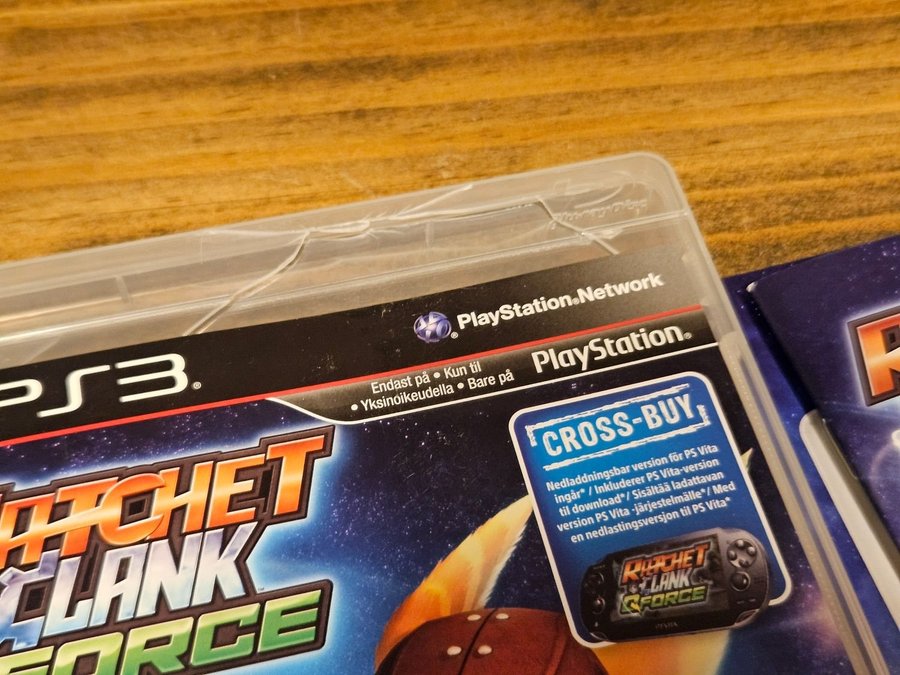 PlayStation®Network
PS3®
Endast på • Kun til
• Yksinoikeudella • Bare på
PlayStation®
CROSS-BUY
Nedladdningsbar version för PS Vita
ingår* / Inkluderer PS Vita-version
til download* / Sisältää ladattavan
version PS Vita -järjestelmälle* / Med
en nedlastingsversjon til PS Vita*
RATCHET
CLANK
QFORCE
PSVITA
RATCHET
CLANK
FORCE
R